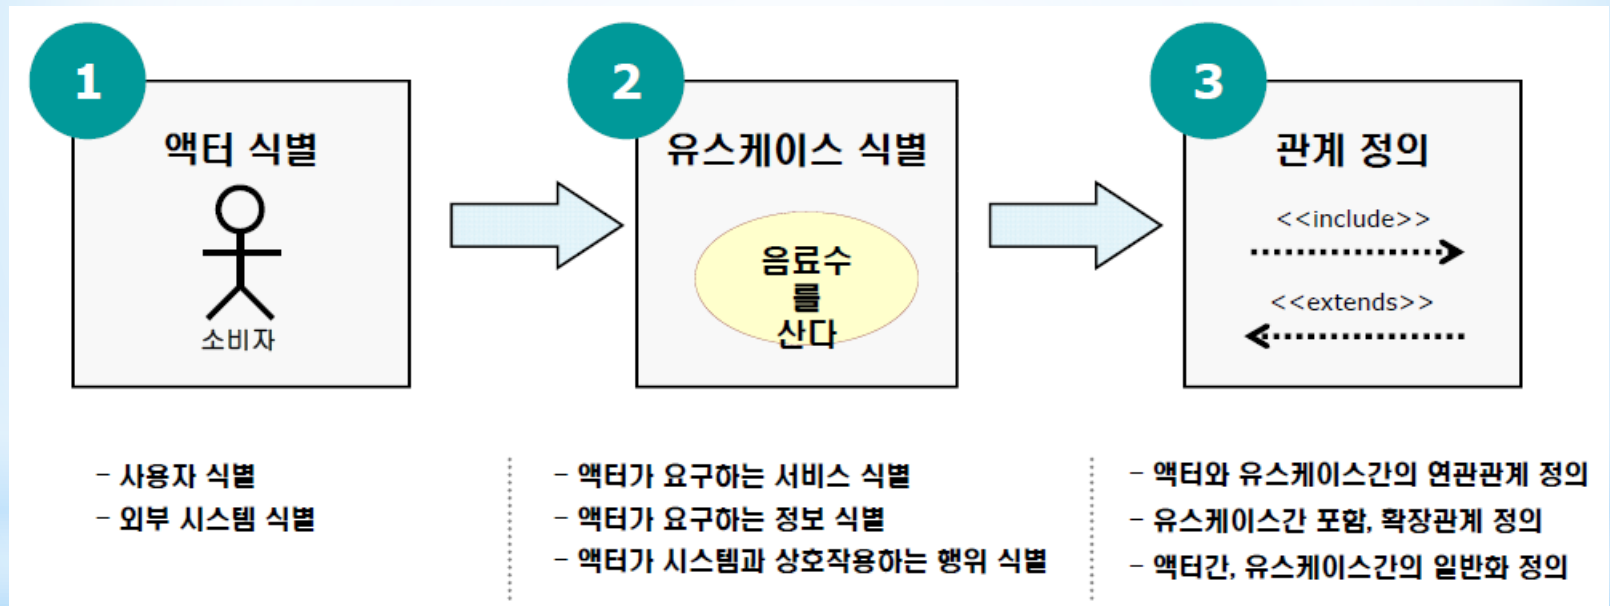 1
액터 식별
소비자
- 사용자 식별
- 외부 시스템 식별
2
유스케이스 식별
음료수
를
산다
- 액터가 요구하는 서비스 식별
- 액터가 요구하는 정보 식별
- 액터가 시스템과 상호작용하는 행위 식별
3
관계 정의
<<include>>
<<extends>>
- 액터와 유스케이스간의 연관관계 정의
- 유스케이스간 포함, 확장관계 정의
- 액터간, 유스케이스간의 일반화 정의